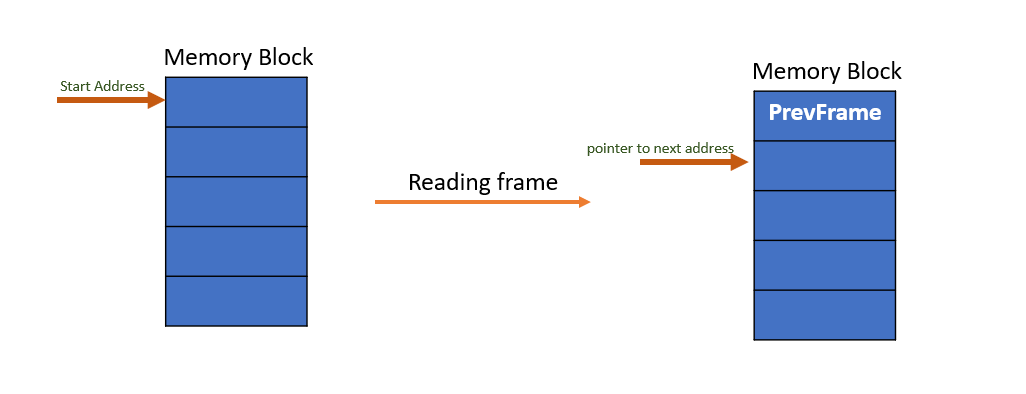 Memory Block
Start Address
Reading frame
Memory Block
PrevFrame
pointer to next address